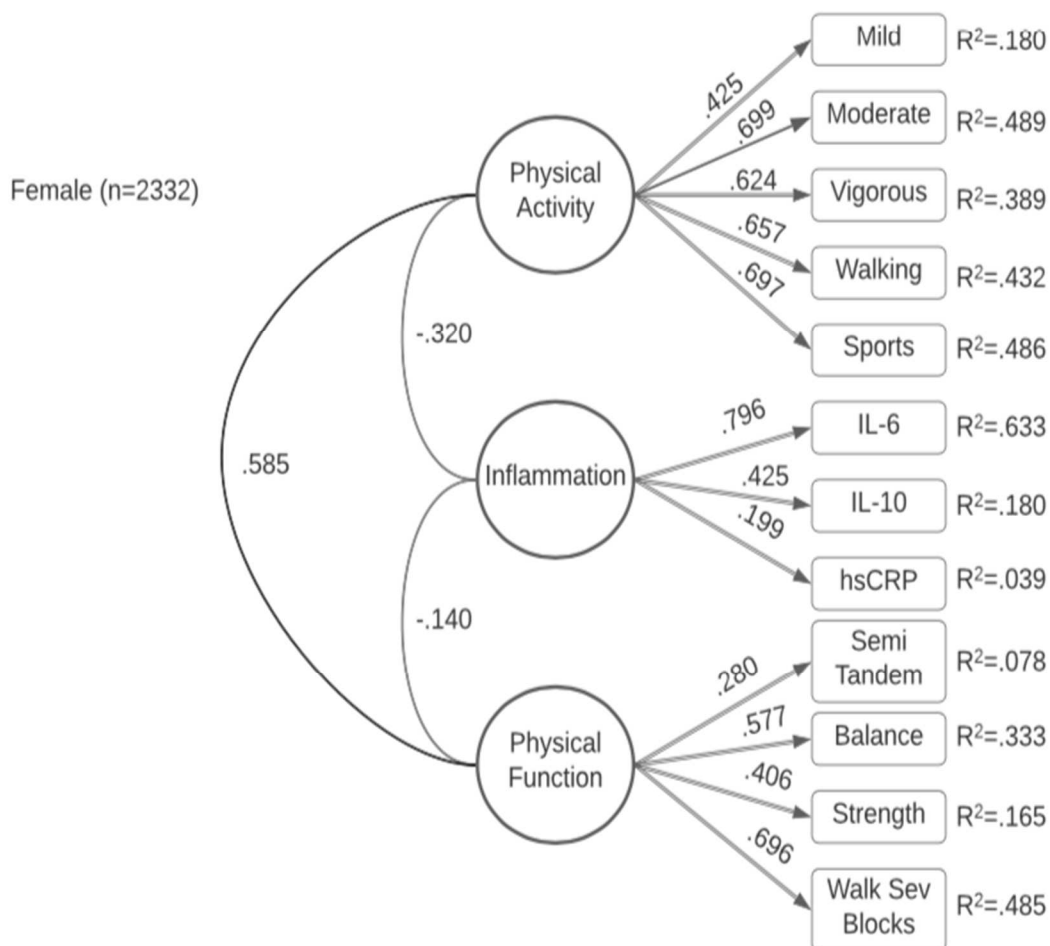 Female (n=2332)
Physical
Activity
Inflammation
Physical
Function
-.320
.585
-.140
.425
.699
.624
.657
.697
.796
.425
.199
.280
.577
.406
.696
Mild
R²=.180
Moderate
R²=.489
Vigorous
R²=.389
Walking
R²=.432
Sports
R²=.486
IL-6
R²=.633
IL-10
R²=.180
hsCRP
R²=.039
Semi
Tandem
R²=.078
Balance
R²=.333
Strength
R²=.165
Walk Sev
Blocks
R²=.485